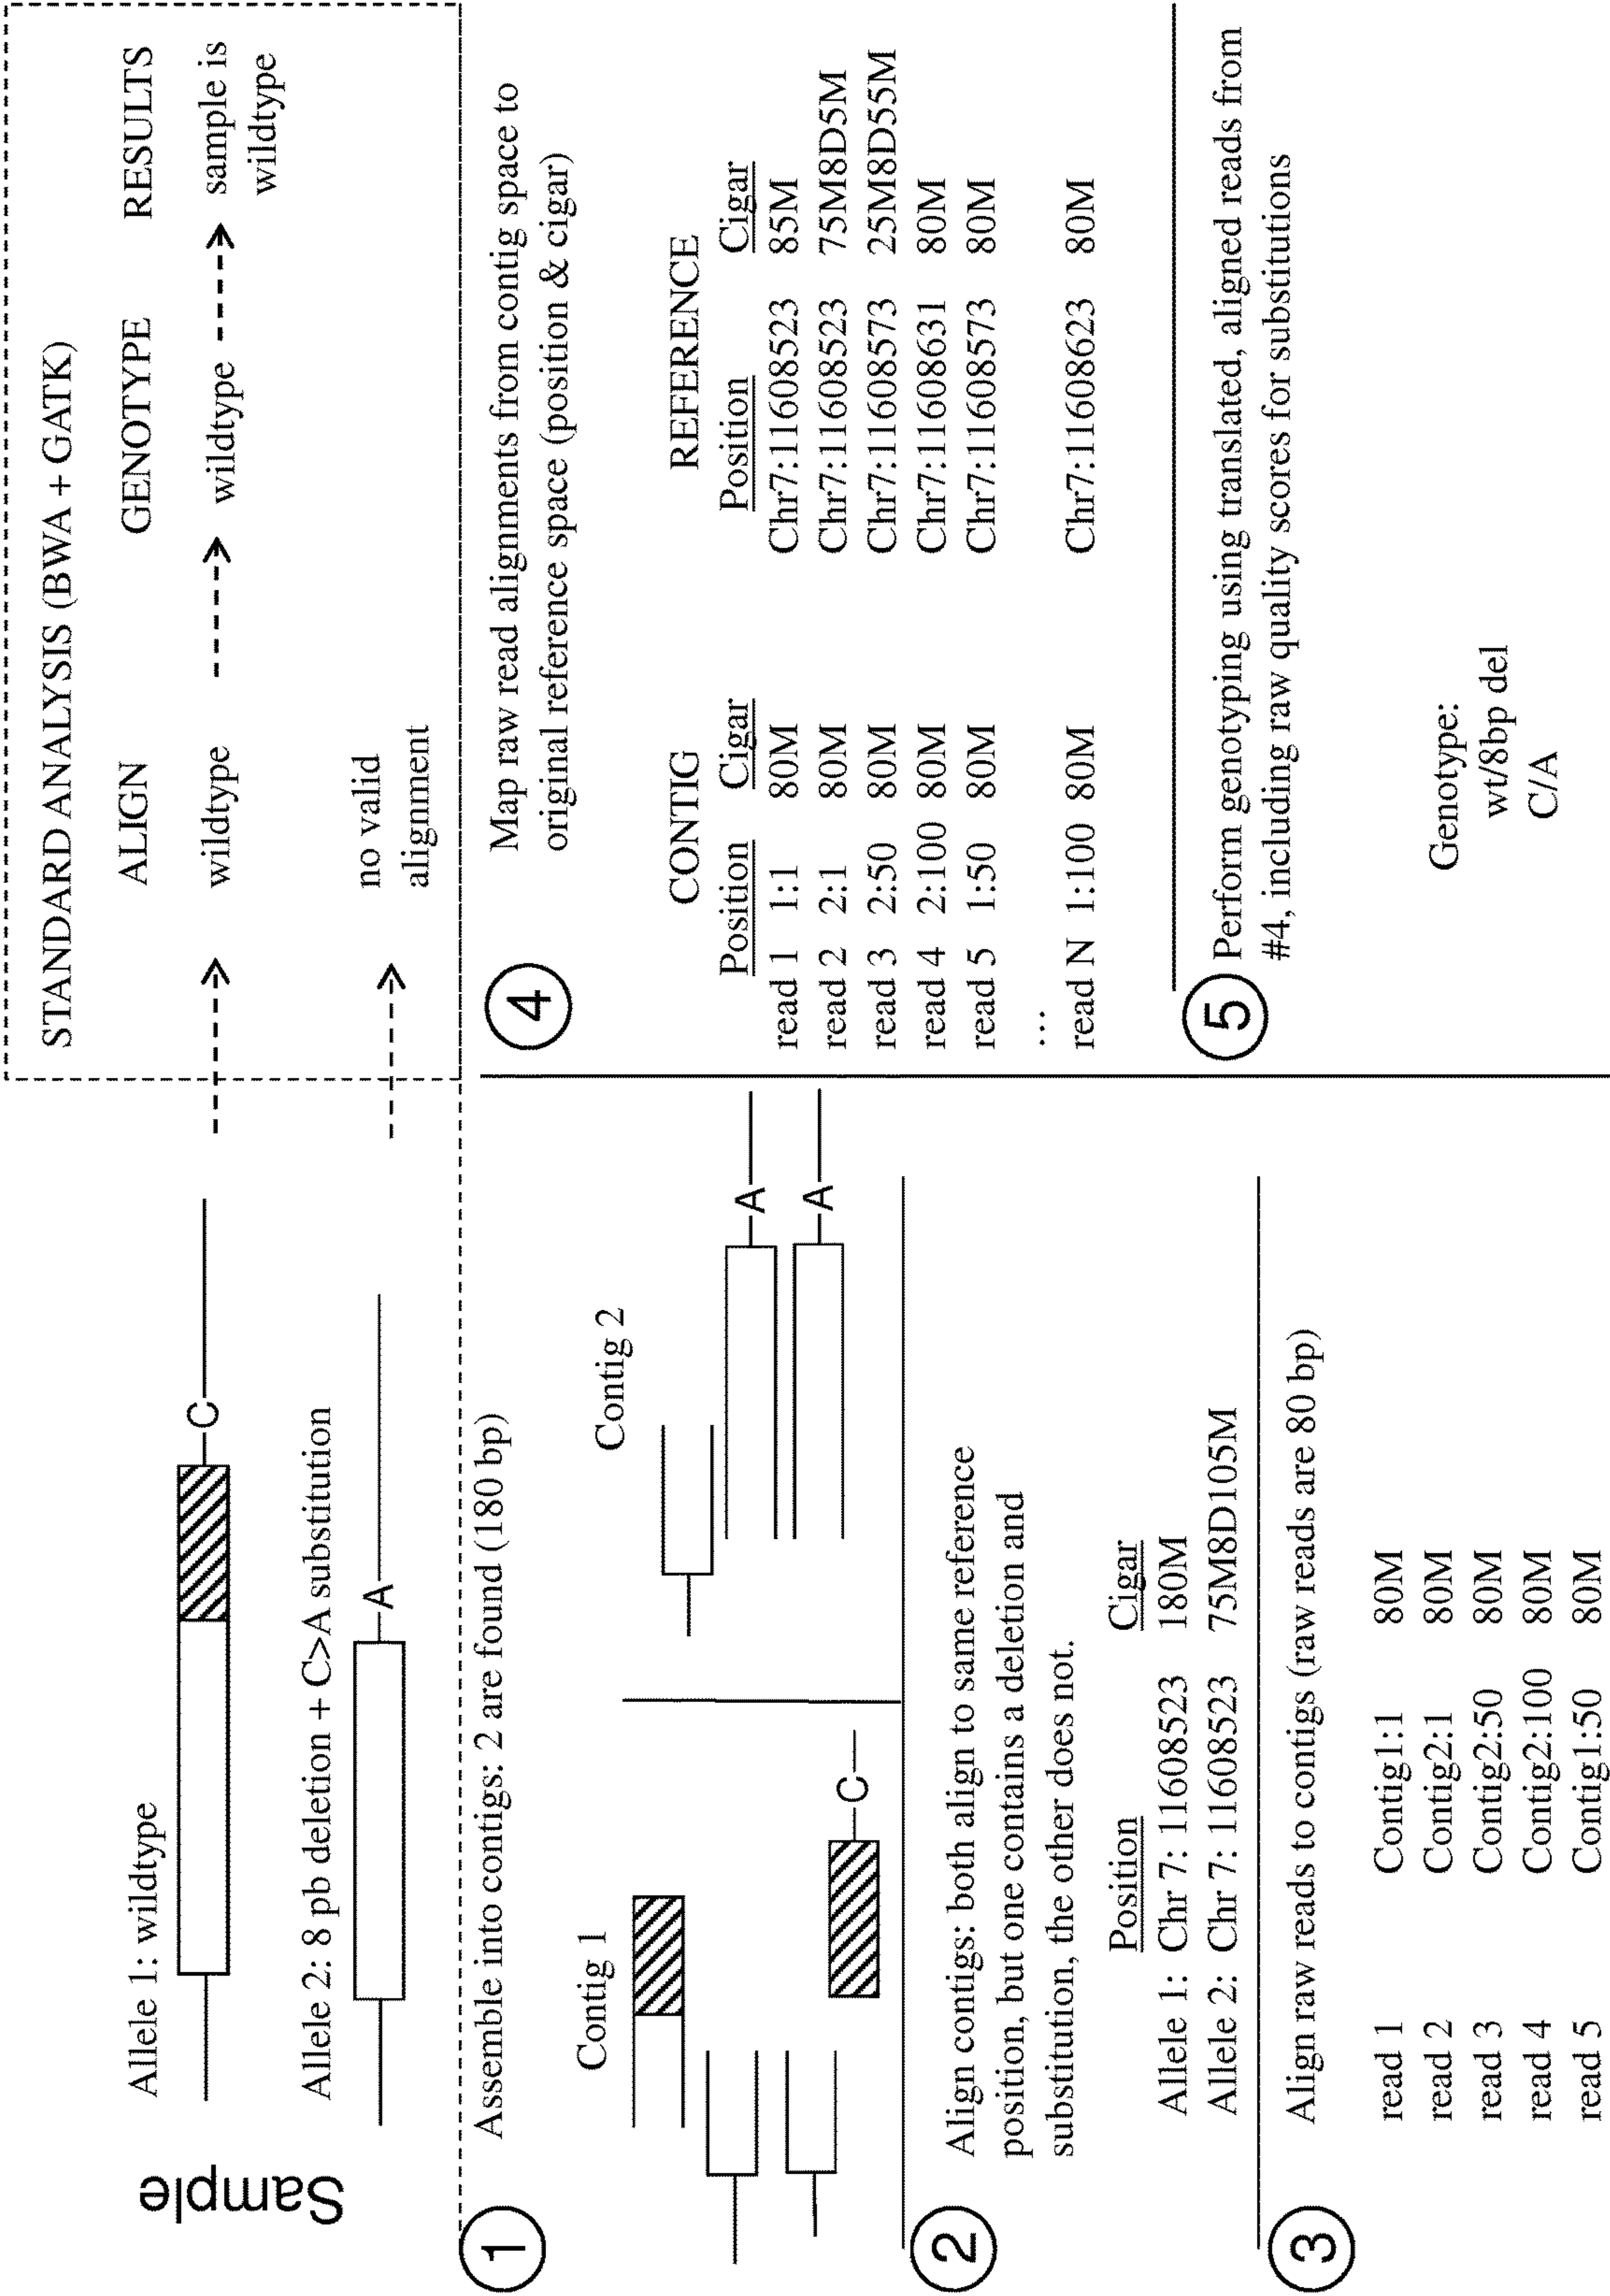 Sample
Allele 1: wildtype
C
Allele 2: 8 pb deletion + C>A substitution
A
STANDARD ANALYSIS (BWA + GATK)
ALIGN GENOTYPE RESULTS
wildtype wildtype sample is
wildtype
no valid
alignment
1
Assemble into contigs: 2 are found (180 bp)
Contig 1 Contig 2
A
A
C
2
Align contigs: both align to same reference
position, but one contains a deletion and
substitution, the other does not.
Position Cigar
Allele 1: Chr 7: 11608523 180M
Allele 2: Chr 7: 11608523 75M8D105M
3
Align raw reads to contigs (raw reads are 80 bp)
read 1 Contig1:1 80M
read 2 Contig2:1 80M
read 3 Contig2:50 80M
read 4 Contig2:100 80M
read 5 Contig1:50 80M
4
Map raw read alignments from contig space to
original reference space (position & cigar)
CONTIG REFERENCE
Position Cigar Position Cigar
read 1 1:1 80M Chr7:11608523 85M
read 2 2:1 80M Chr7:11608523 75M8D5M
read 3 2:50 80M Chr7:11608573 25M8D55M
read 4 2:100 80M Chr7:11608631 80M
read 5 1:50 80M Chr7:11608573 80M
...
read N 1:100 80M Chr7:11608623 80M
5
Perform genotyping using translated, aligned reads from
#4, including raw quality scores for substitutions
Genotype:
wt/8bp del
C/A